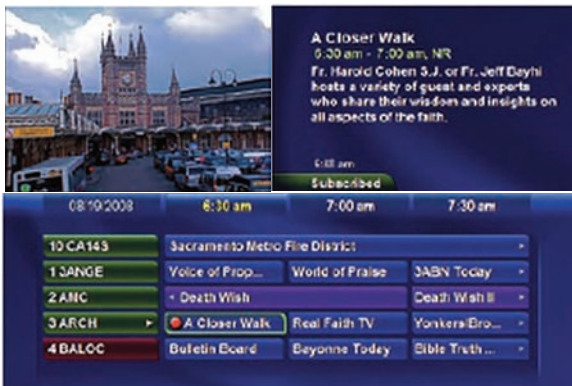 A Closer Walk
6:30 am - 7:00 am, NR
Fr. Harold Cohen S.J. or Fr. Jeff Bayhi
hosts a variety of guest and experts
who share their wisdom and insights on
all aspects of the faith.
am
Subscribed
08/19/2008 6:30 am 7:00 am 7:30 am
10 CA14S Sacramento Metro Fire District
1 3ANGE Voice of Prop... World of Praise 3ABN Today
2 AMC Death Wish Death Wish II
3 ARCH A Closer Walk Real Faith TV Yonkers/Bro...
4 BALOC Bulletin Board Bayonne Today Bible Truth ...